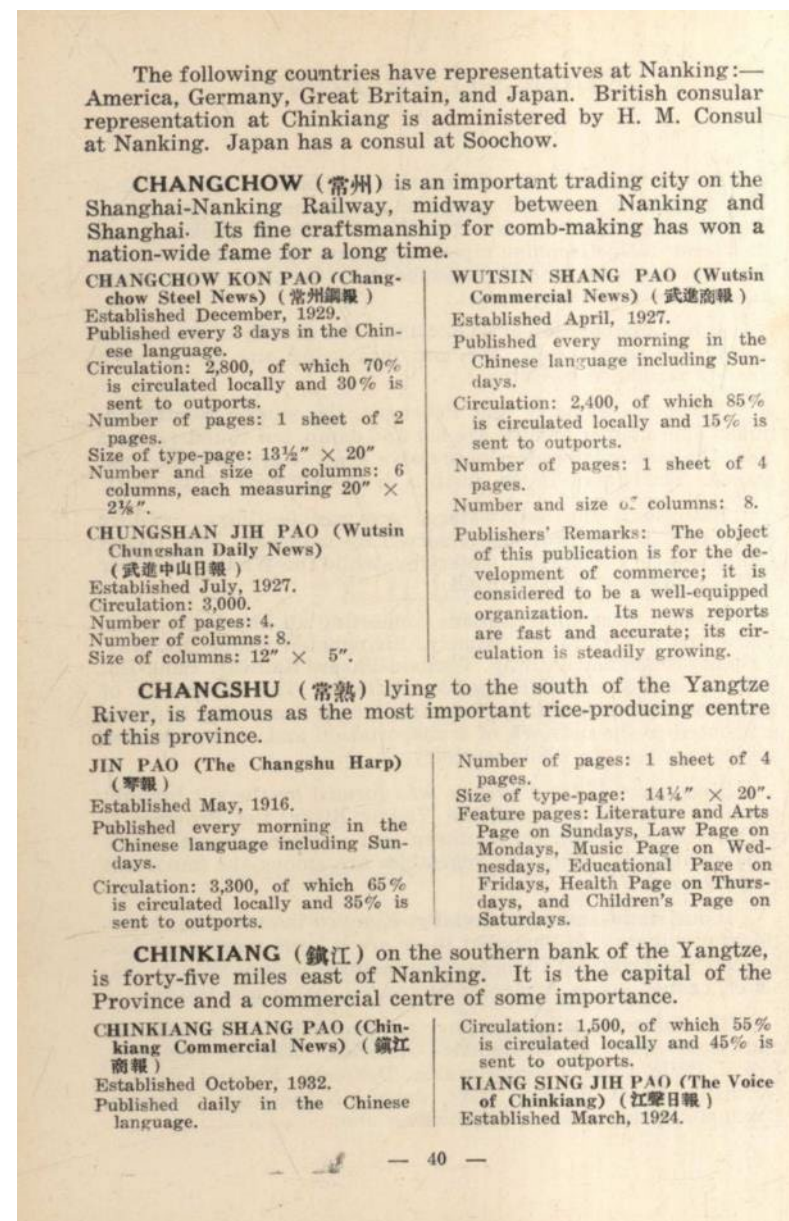 The following countries have representatives at Nanking:—
America, Germany, Great Britain, and Japan. British consular
representation at Chinkiang is administered by H. M. Consul
at Nanking. Japan has a consul at Soochow.
CHANGCHOW (常州) is an important trading city on the
Shanghai-Nanking Railway, midway between Nanking and
Shanghai. Its fine craftsmanship for comb-making has won a
nation-wide fame for a long time.
CHANGCHOW KON PAO (Chang-
chow Steel News) (常州鋼報)
Established December, 1929.
Published every 3 days in the Chin-
ese language.
Circulation: 2,800, of which 70%
is circulated locally and 30% is
sent to outports.
Number of pages: 1 sheet of 2
pages.
Size of type-page: 13½" × 20"
Number and size of columns: 6
columns, each measuring 20" ×
2⅛".
CHUNGSHAN JIH PAO (Wutsin
Chungshan Daily News)
(武進中山日報)
Established July, 1927.
Circulation: 3,000.
Number of pages: 4.
Number of columns: 8.
Size of columns: 12" × 5".
WUTSIN SHANG PAO (Wutsin
Commercial News) (武進商報)
Established April, 1927.
Published every morning in the
Chinese language including Sun-
days.
Circulation: 2,400, of which 85%
is circulated locally and 15% is
sent to outports.
Number of pages: 1 sheet of 4
pages.
Number and size of columns: 8.
Publishers' Remarks: The object
of this publication is for the de-
velopment of commerce; it is
considered to be a well-equipped
organization. Its news reports
are fast and accurate; its cir-
culation is steadily growing.
CHANGSHU (常熟) lying to the south of the Yangtze
River, is famous as the most important rice-producing centre
of this province.
JIN PAO (The Changshu Harp)
(琴報)
Established May, 1916.
Published every morning in the
Chinese language including Sun-
days.
Circulation: 3,300, of which 65%
is circulated locally and 35% is
sent to outports.
Number of pages: 1 sheet of 4
pages.
Size of type-page: 14¼" × 20".
Feature pages: Literature and Arts
Page on Sundays, Law Page on
Mondays, Music Page on Wed-
nesdays, Educational Page on
Fridays, Health Page on Thurs-
days, and Children's Page on
Saturdays.
CHINKIANG (鎮江) on the southern bank of the Yangtze,
is forty-five miles east of Nanking. It is the capital of the
Province and a commercial centre of some importance.
CHINKIANG SHANG PAO (Chin-
kiang Commercial News) (鎮江
商報)
Established October, 1932.
Published daily in the Chinese
language.
Circulation: 1,500, of which 55%
is circulated locally and 45% is
sent to outports.
KIANG SING JIH PAO (The Voice
of Chinkiang) (江聲日報)
Established March, 1924.
— 40 —